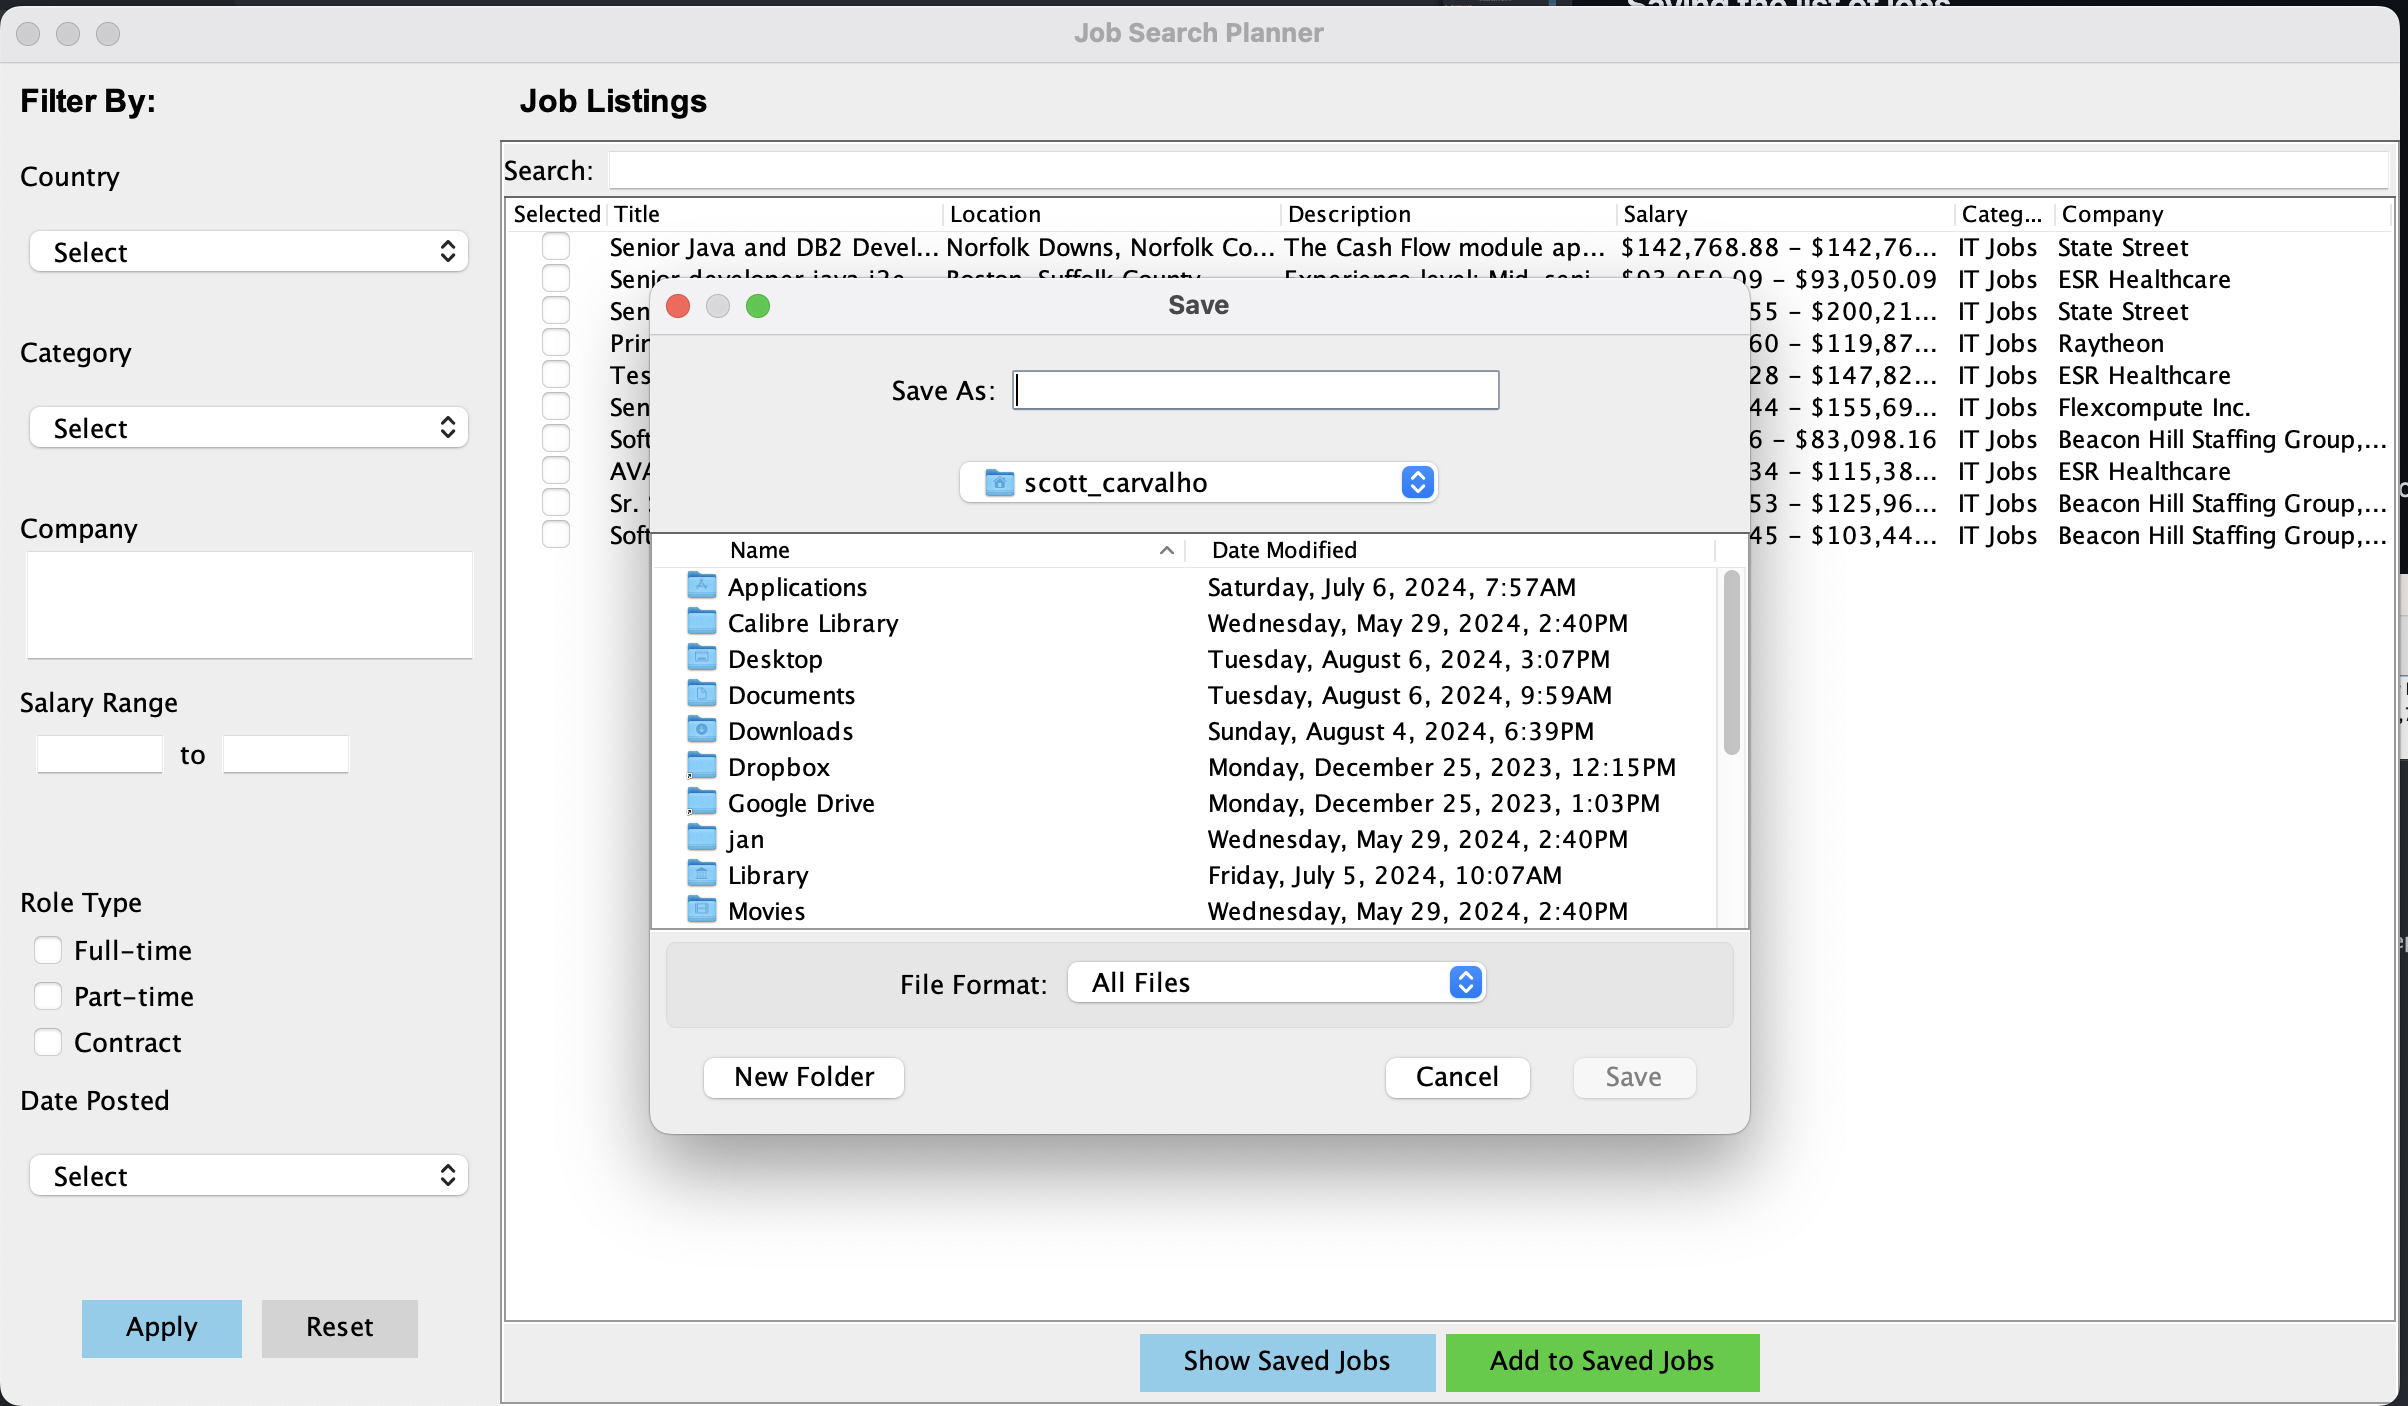 Saving the list of jobs
Job Search Planner
Filter By:
Country
Select
Category
Select
Company
Salary Range
to
Role Type
Full-time
Part-time
Contract
Date Posted
Select
Apply Reset
Job Listings
Search:
Selected Title Location Description Salary Categ... Company
Senior Java and DB2 Devel... Norfolk Downs, Norfolk Co... The Cash Flow module ap... $142,768.88 - $142,76... IT Jobs State Street
Senior developer java j2e... Boston, Suffolk County Experience level: Mid-seni... $93,050.09 - $93,050.09 IT Jobs ESR Healthcare
Sen 55 - $200,21... IT Jobs State Street
Prin 60 - $119,87... IT Jobs Raytheon
Tes 28 - $147,82... IT Jobs ESR Healthcare
Sen 44 - $155,69... IT Jobs Flexcompute Inc.
Soft 6 - $83,098.16 IT Jobs Beacon Hill Staffing Group,...
AVA 34 - $115,38... IT Jobs ESR Healthcare
Sr. 53 - $125,96... IT Jobs Beacon Hill Staffing Group,...
Soft 45 - $103,44... IT Jobs Beacon Hill Staffing Group,...
Save
Save As:
scott_carvalho
Name Date Modified
Applications Saturday, July 6, 2024, 7:57AM
Calibre Library Wednesday, May 29, 2024, 2:40PM
Desktop Tuesday, August 6, 2024, 3:07PM
Documents Tuesday, August 6, 2024, 9:59AM
Downloads Sunday, August 4, 2024, 6:39PM
Dropbox Monday, December 25, 2023, 12:15PM
Google Drive Monday, December 25, 2023, 1:03PM
jan Wednesday, May 29, 2024, 2:40PM
Library Friday, July 5, 2024, 10:07AM
Movies Wednesday, May 29, 2024, 2:40PM
File Format: All Files
New Folder Cancel Save
Show Saved Jobs Add to Saved Jobs